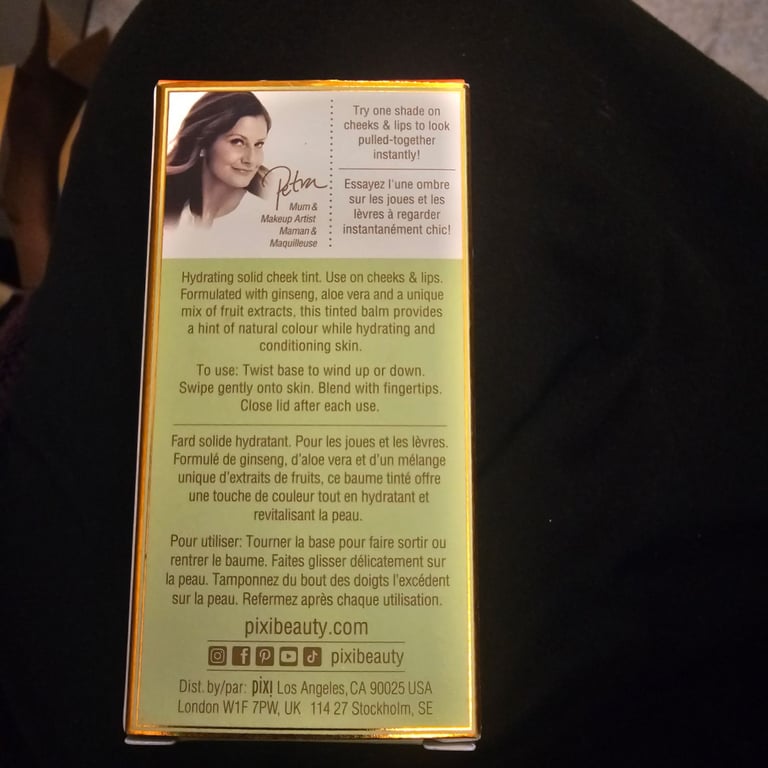 Petra
Mum &
Makeup Artist
Maman &
Maquilleuse
Try one shade on
cheeks & lips to look
pulled-together
instantly!
Essayez l'une ombre
sur les joues et les
lèvres à regarder
instantanément chic!
Hydrating solid cheek tint. Use on cheeks & lips.
Formulated with ginseng, aloe vera and a unique
mix of fruit extracts, this tinted balm provides
a hint of natural colour while hydrating and
conditioning skin.
To use: Twist base to wind up or down.
Swipe gently onto skin. Blend with fingertips.
Close lid after each use.
Fard solide hydratant. Pour les joues et les lèvres.
Formulé de ginseng, d'aloe vera et d'un mélange
unique d'extraits de fruits, ce baume tinté offre
une touche de couleur tout en hydratant et
revitalisant la peau.
Pour utiliser: Tourner la base pour faire sortir ou
rentrer le baume. Faites glisser délicatement sur
la peau. Tamponnez du bout des doigts l'excédent
sur la peau. Refermez après chaque utilisation.
pixibeauty.com
pixibeauty
Dist. by/par: pixi Los Angeles, CA 90025 USA
London W1F 7PW, UK 114 27 Stockholm, SE